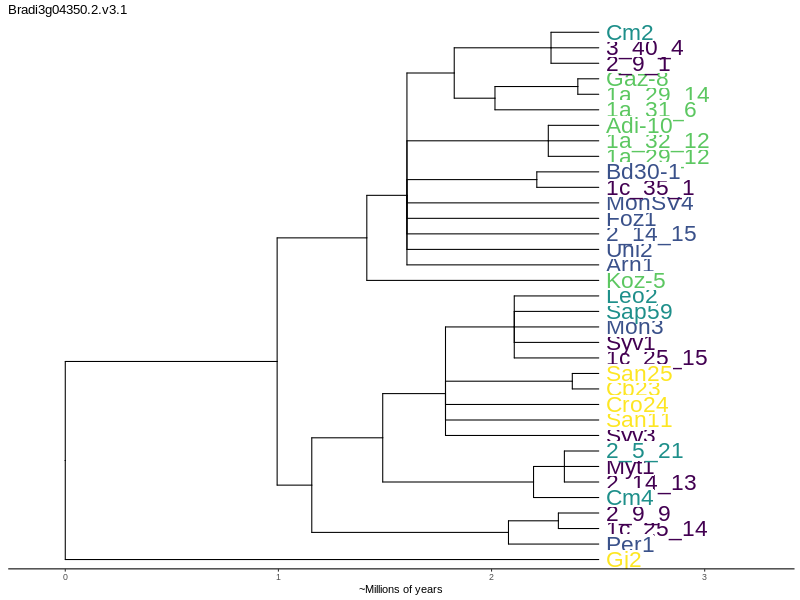 Bradi3g04350.2.v3.1
Cm2
3_40_4
2_9_1
Gaz-8
1a_29_14
1a_31_6
Adi-10
1a_32_12
1a_29_12
Bd30-1
1c_35_1
MonSV4
Foz1
2_14_15
Uni2
Arn1
Koz-5
Leo2
Sap59
Mon3
Syv1
1c_25_15
San25
Cb23
Cro24
San11
Syv3
2_5_21
Myt1
2_14_13
Cm4
2_9_9
1c_25_14
Per1
Gi2
0 1 2 3
~Millions of years